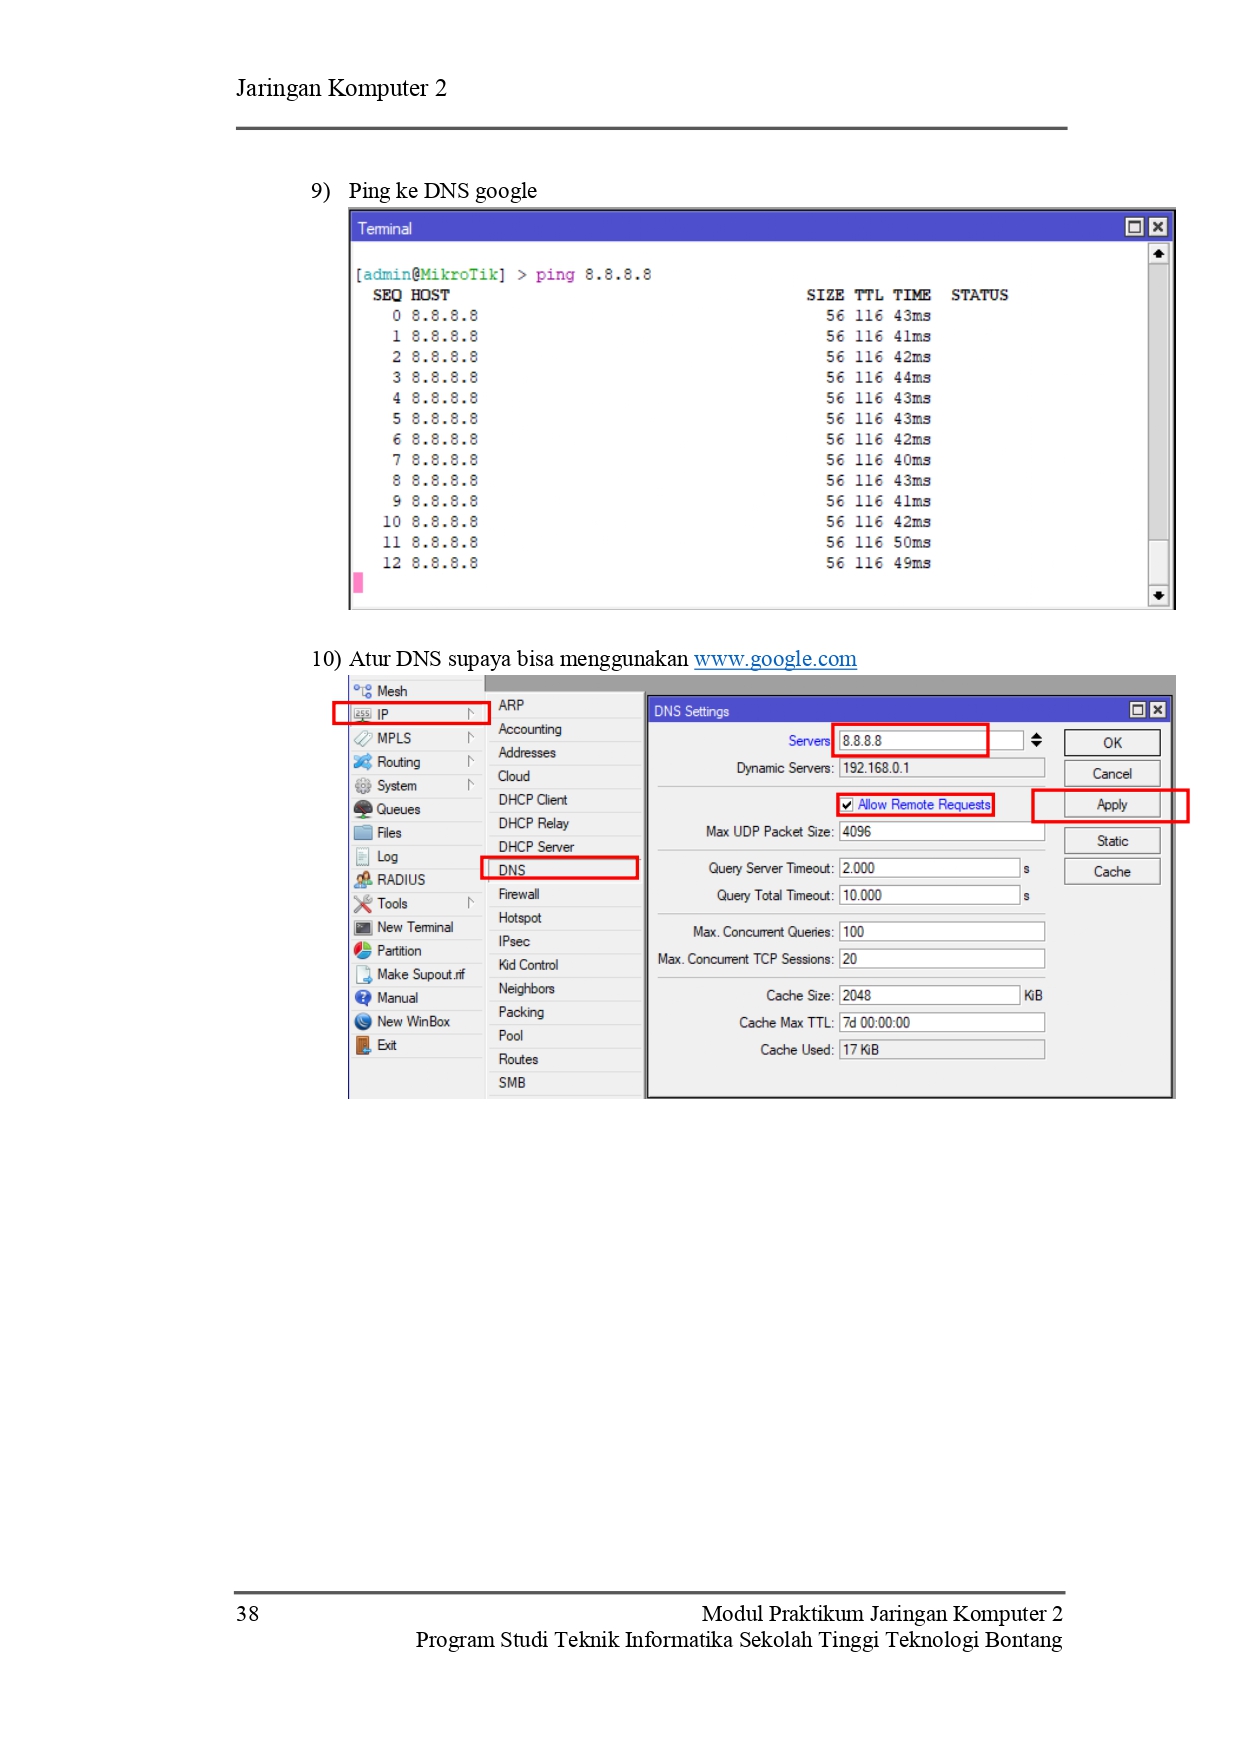 Jaringan Komputer 2
9) Ping ke DNS google
Terminal
[admin@MikroTik] > ping 8.8.8.8
SEQ HOST SIZE TTL TIME STATUS
0 8.8.8.8 56 116 43ms
1 8.8.8.8 56 116 41ms
2 8.8.8.8 56 116 42ms
3 8.8.8.8 56 116 44ms
4 8.8.8.8 56 116 43ms
5 8.8.8.8 56 116 43ms
6 8.8.8.8 56 116 42ms
7 8.8.8.8 56 116 40ms
8 8.8.8.8 56 116 43ms
9 8.8.8.8 56 116 41ms
10 8.8.8.8 56 116 42ms
11 8.8.8.8 56 116 50ms
12 8.8.8.8 56 116 49ms
10) Atur DNS supaya bisa menggunakan www.google.com
Mesh
255 IP
MPLS
Routing
System
Queues
Files
Log
RADIUS
Tools
New Terminal
Partition
Make Supout.rif
Manual
New WinBox
Exit
ARP
Accounting
Addresses
Cloud
DHCP Client
DHCP Relay
DHCP Server
DNS
Firewall
Hotspot
IPsec
Kid Control
Neighbors
Packing
Pool
Routes
SMB
DNS Settings
Servers: 8.8.8.8
Dynamic Servers: 192.168.0.1
Allow Remote Requests
Max UDP Packet Size: 4096
Query Server Timeout: 2.000 s
Query Total Timeout: 10.000 s
Max. Concurrent Queries: 100
Max. Concurrent TCP Sessions: 20
Cache Size: 2048 KiB
Cache Max TTL: 7d 00:00:00
Cache Used: 17 KiB
OK
Cancel
Apply
Static
Cache
38 Modul Praktikum Jaringan Komputer 2
Program Studi Teknik Informatika Sekolah Tinggi Teknologi Bontang